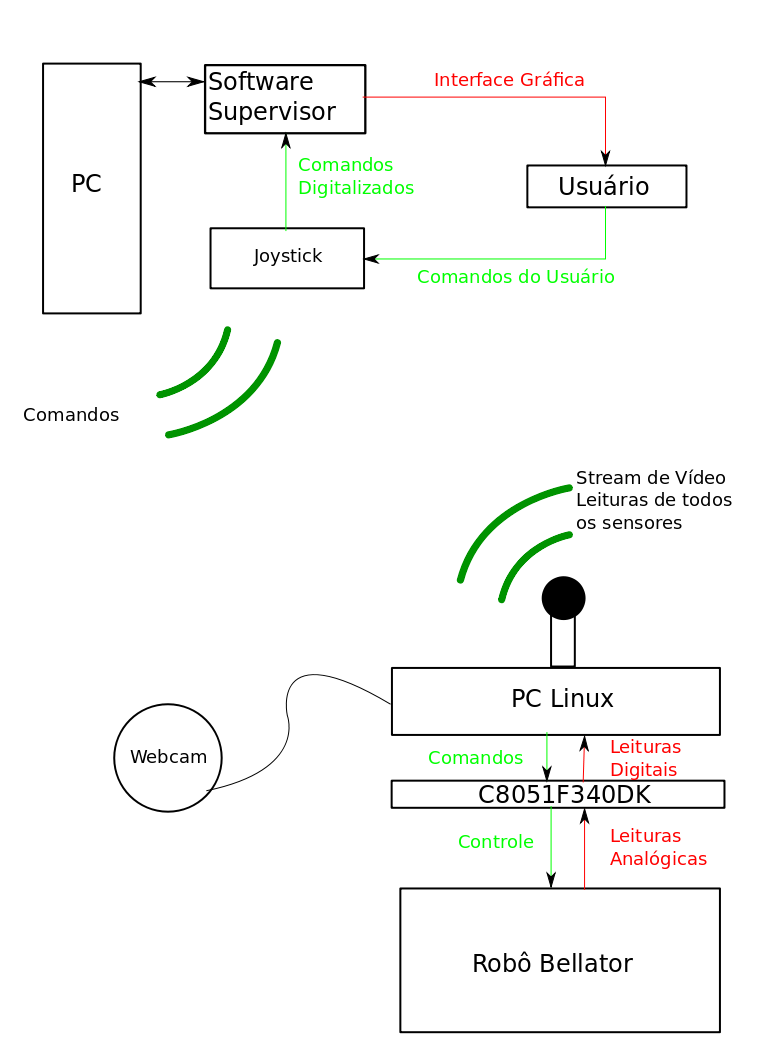 Software
Supervisor
Interface Gráfica
PC
Comandos
Digitalizados
Usuário
Joystick
Comandos do Usuário
Comandos
Stream de Vídeo
Leituras de todos
os sensores
PC Linux
Webcam
Comandos
Leituras
Digitais
C8051F340DK
Controle
Leituras
Analógicas
Robô Bellator